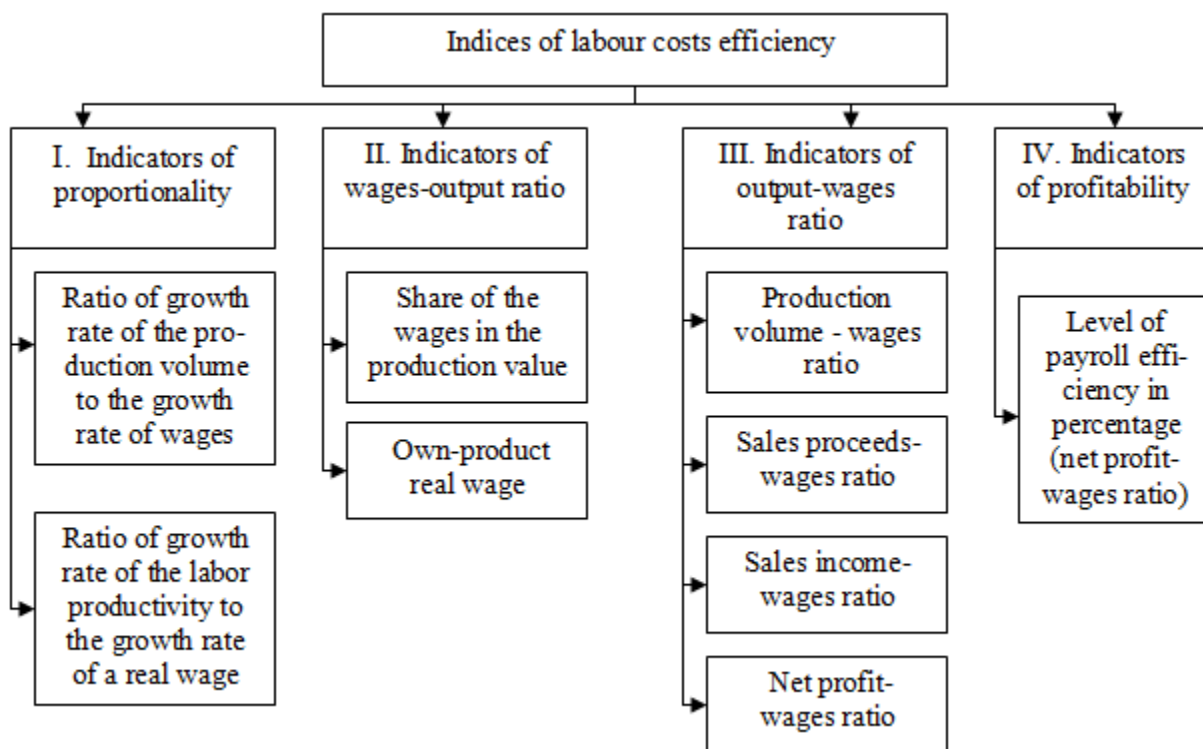 Indices of labour costs efficiency
I. Indicators of
proportionality
II. Indicators of
wages-output ratio
III. Indicators of
output-wages
ratio
IV. Indicators
of profitability
Ratio of growth
rate of the pro-
duction volume
to the growth
rate of wages
Ratio of growth
rate of the labor
productivity to
the growth rate
of a real wage
Share of the
wages in the
production value
Own-product
real wage
Production
volume - wages
ratio
Sales proceeds-
wages ratio
Sales income-
wages ratio
Net profit-
wages ratio
Level of
payroll effi-
ciency in
percentage
(net profit-
wages ratio)